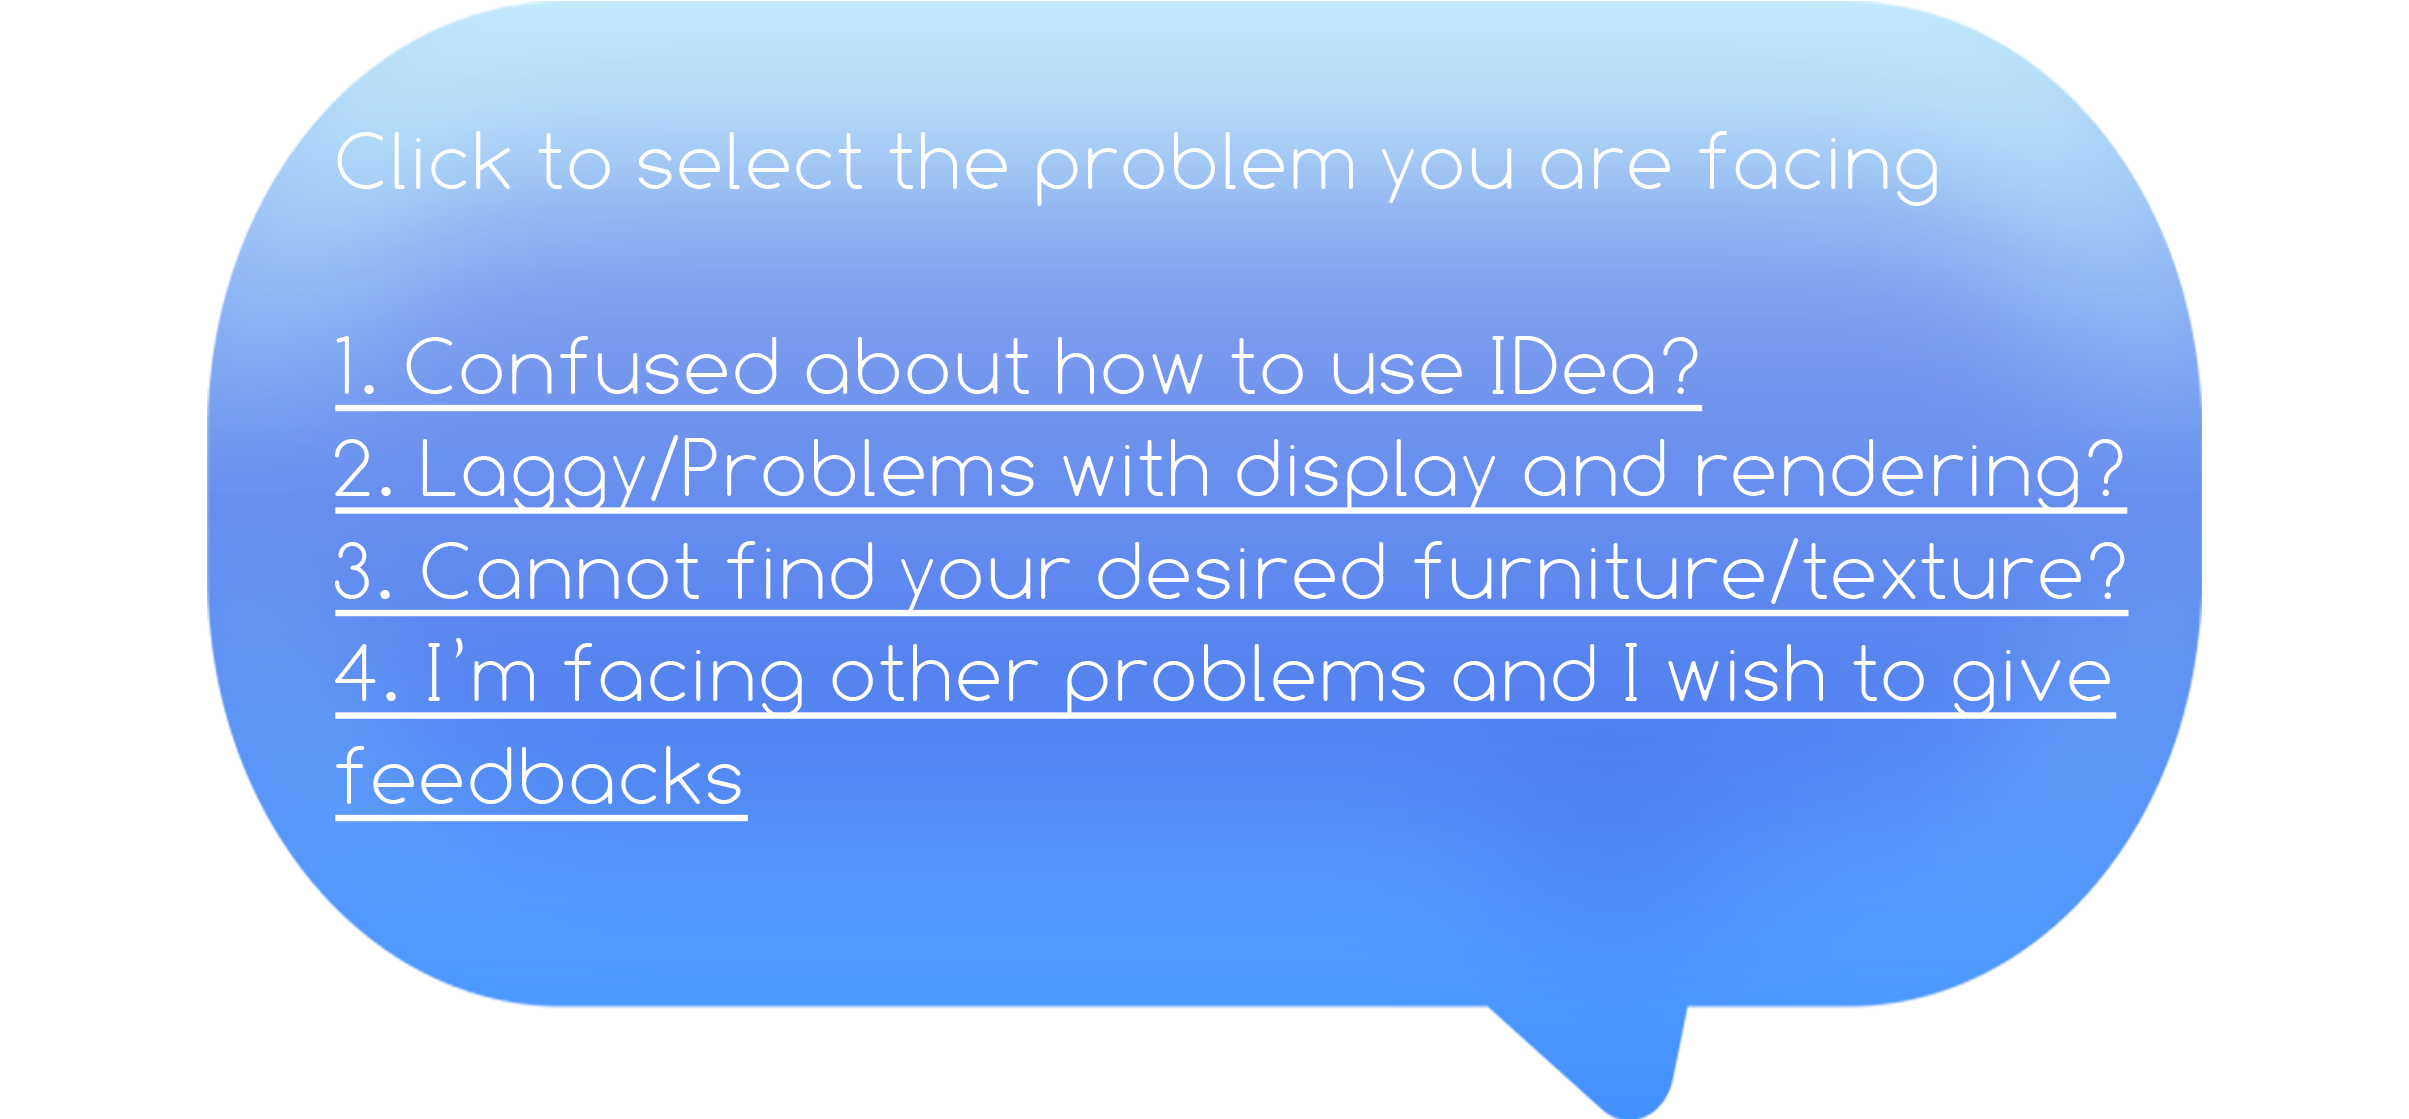 Click to select the problem you are facing
1. Confused about how to use IDea?
2. Laggy/Problems with display and rendering?
3. Cannot find your desired furniture/texture?
4. I’m facing other problems and I wish to give
feedbacks